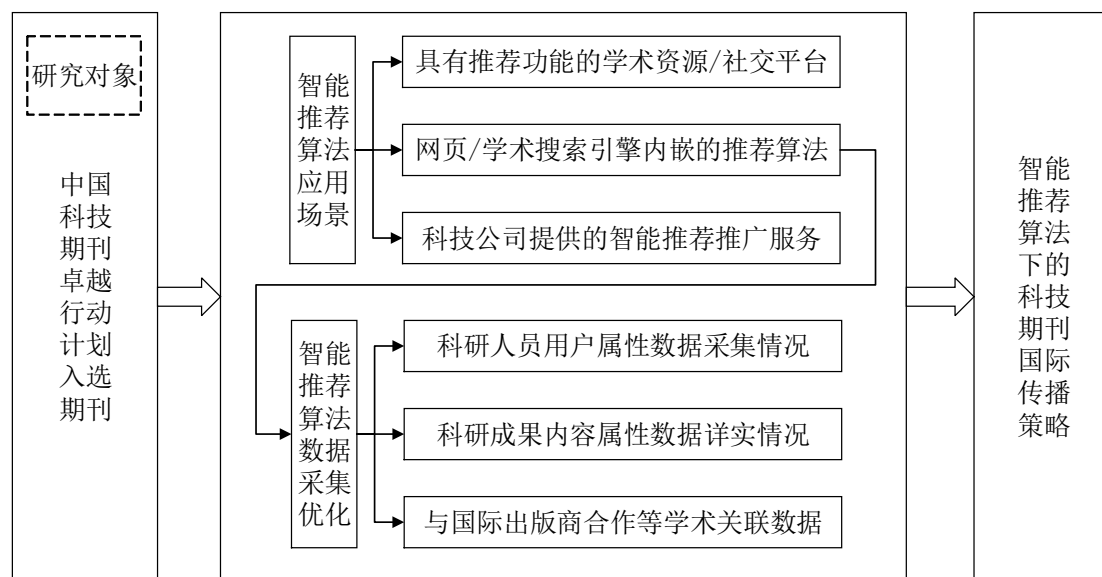 研究对象
中国
科技
期刊
卓越
行动
计划
入选
期刊
智能
推荐
算法
应用
场景
具有推荐功能的学术资源/社交平台
网页/学术搜索引擎内嵌的推荐算法
科技公司提供的智能推荐推广服务
智能
推荐
算法
数据
采集
优化
科研人员用户属性数据采集情况
科研成果内容属性数据详实情况
与国际出版商合作等学术关联数据
智能
推荐
算法
下的
科技
期刊
国际
传播
策略